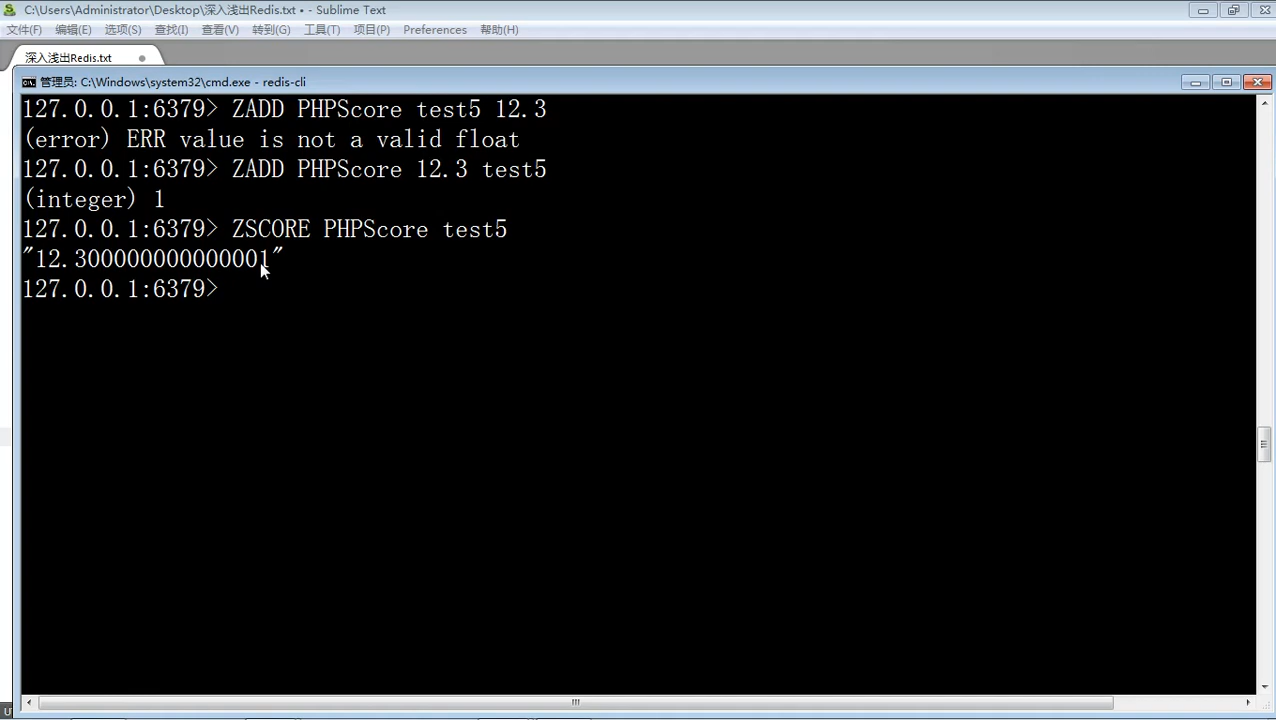 C:\Users\Administrator\Desktop\深入浅出Redis.txt • - Sublime Text
文件(F) 编辑(E) 选项(S) 查找(I) 查看(V) 转到(G) 工具(T) 项目(P) Preferences 帮助(H)
深入浅出Redis.txt
管理员: C:\Windows\system32\cmd.exe - redis-cli
127.0.0.1:6379> ZADD PHPScore test5 12.3
(error) ERR value is not a valid float
127.0.0.1:6379> ZADD PHPScore 12.3 test5
(integer) 1
127.0.0.1:6379> ZSCORE PHPScore test5
"12.300000000000001"
127.0.0.1:6379>